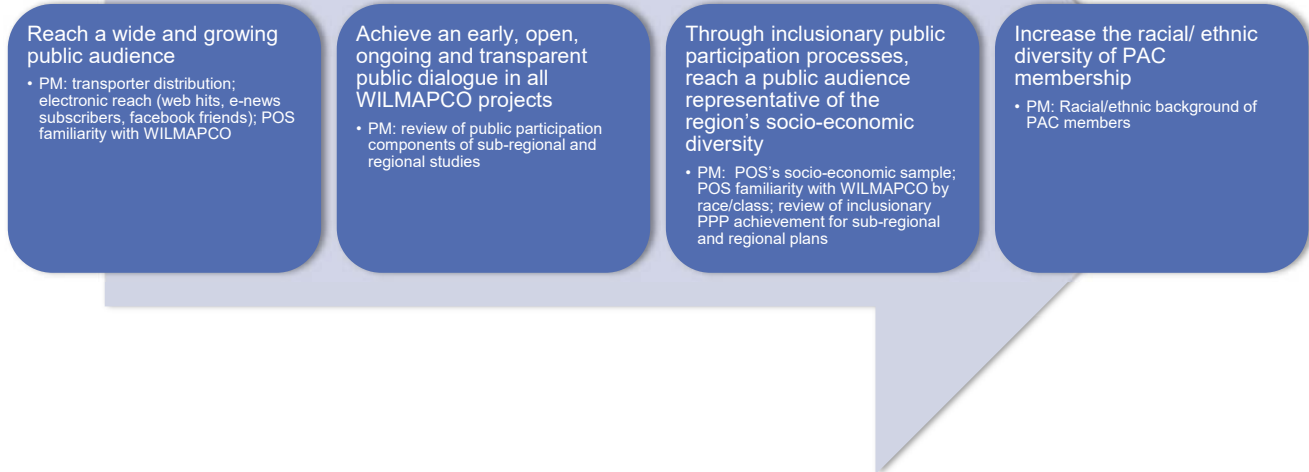 Reach a wide and growing
public audience
• PM: transporter distribution;
electronic reach (web hits, e-news
subscribers, facebook friends); POS
familiarity with WILMAPCO
Achieve an early, open,
ongoing and transparent
public dialogue in all
WILMAPCO projects
• PM: review of public participation
components of sub-regional and
regional studies
Through inclusionary public
participation processes,
reach a public audience
representative of the
region’s socio-economic
diversity
• PM: POS’s socio-economic sample;
POS familiarity with WILMAPCO by
race/class; review of inclusionary
PPP achievement for sub-regional
and regional plans
Increase the racial/ ethnic
diversity of PAC
membership
• PM: Racial/ethnic background of
PAC members